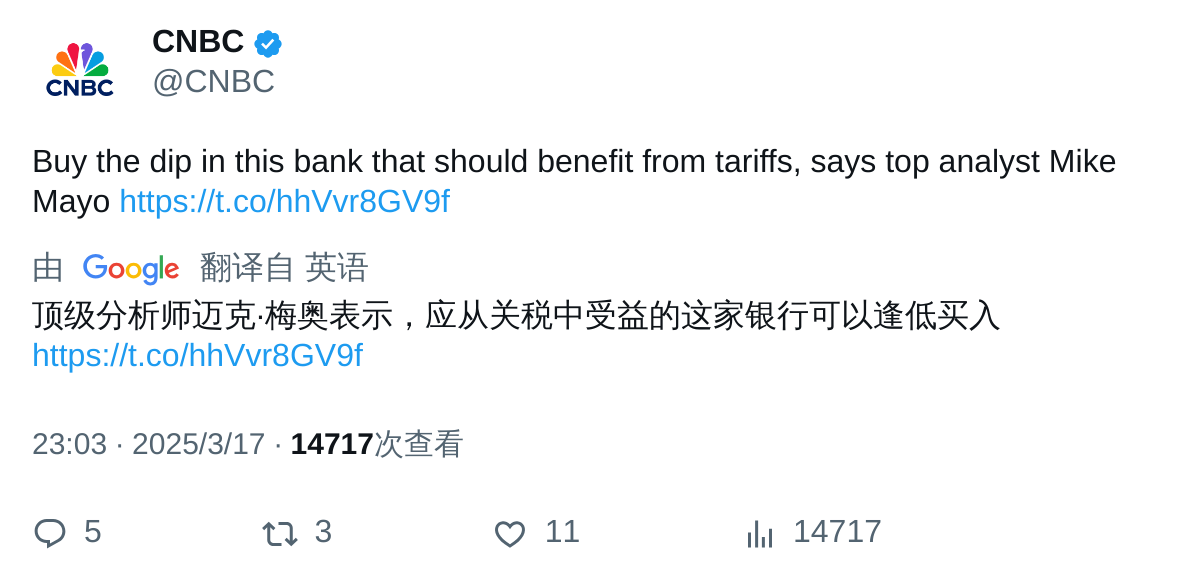 CNBC
CNBC
@CNBC
Buy the dip in this bank that should benefit from tariffs, says top analyst Mike
Mayo https://t.co/hhVvr8GV9f
由 Google 翻译自 英语
顶级分析师迈克·梅奥表示，应从关税中受益的这家银行可以逢低买入
https://t.co/hhVvr8GV9f
23:03 · 2025/3/17 · 14717次查看
5 3 11 14717